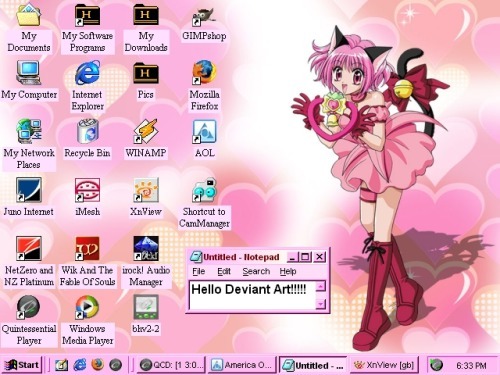 My Documents
My Software Programs
My Downloads
GIMPshop
My Computer
Internet Explorer
Pics
Mozilla Firefox
My Network Places
Recycle Bin
WINAMP
AOL
Juno Internet
iMesh
XnView
Shortcut to CamManager
NetZero and NZ Platinum
Wik And The Fable Of Souls
irock! Audio Manager
Quintessential Player
Windows Media Player
bhv2-2
Untitled - Notepad
File Edit Search Help
Hello Deviant Art!!!!!
Start
QCD: [1 3:0...
America O...
Untitled - ...
XnView [gb]
6:33 PM